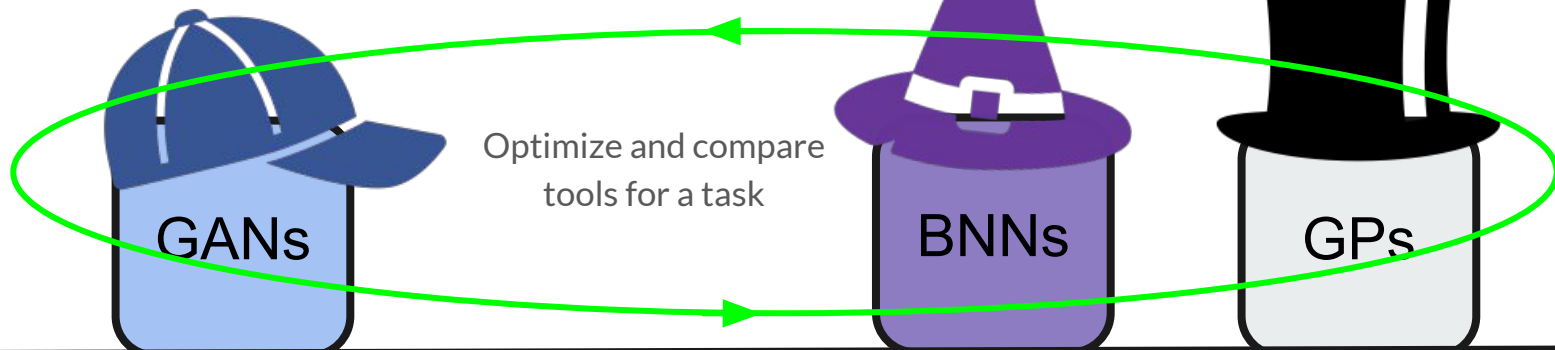 Optimize and compare
tools for a task
GANs
BNNs
GPs